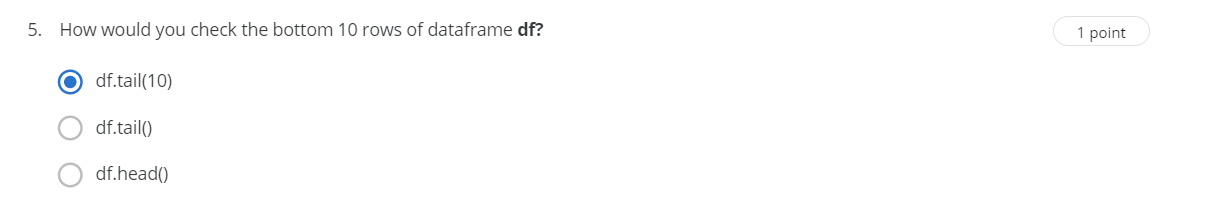 5. How would you check the bottom 10 rows of dataframe df?
1 point
df.tail(10)
df.tail()
df.head()